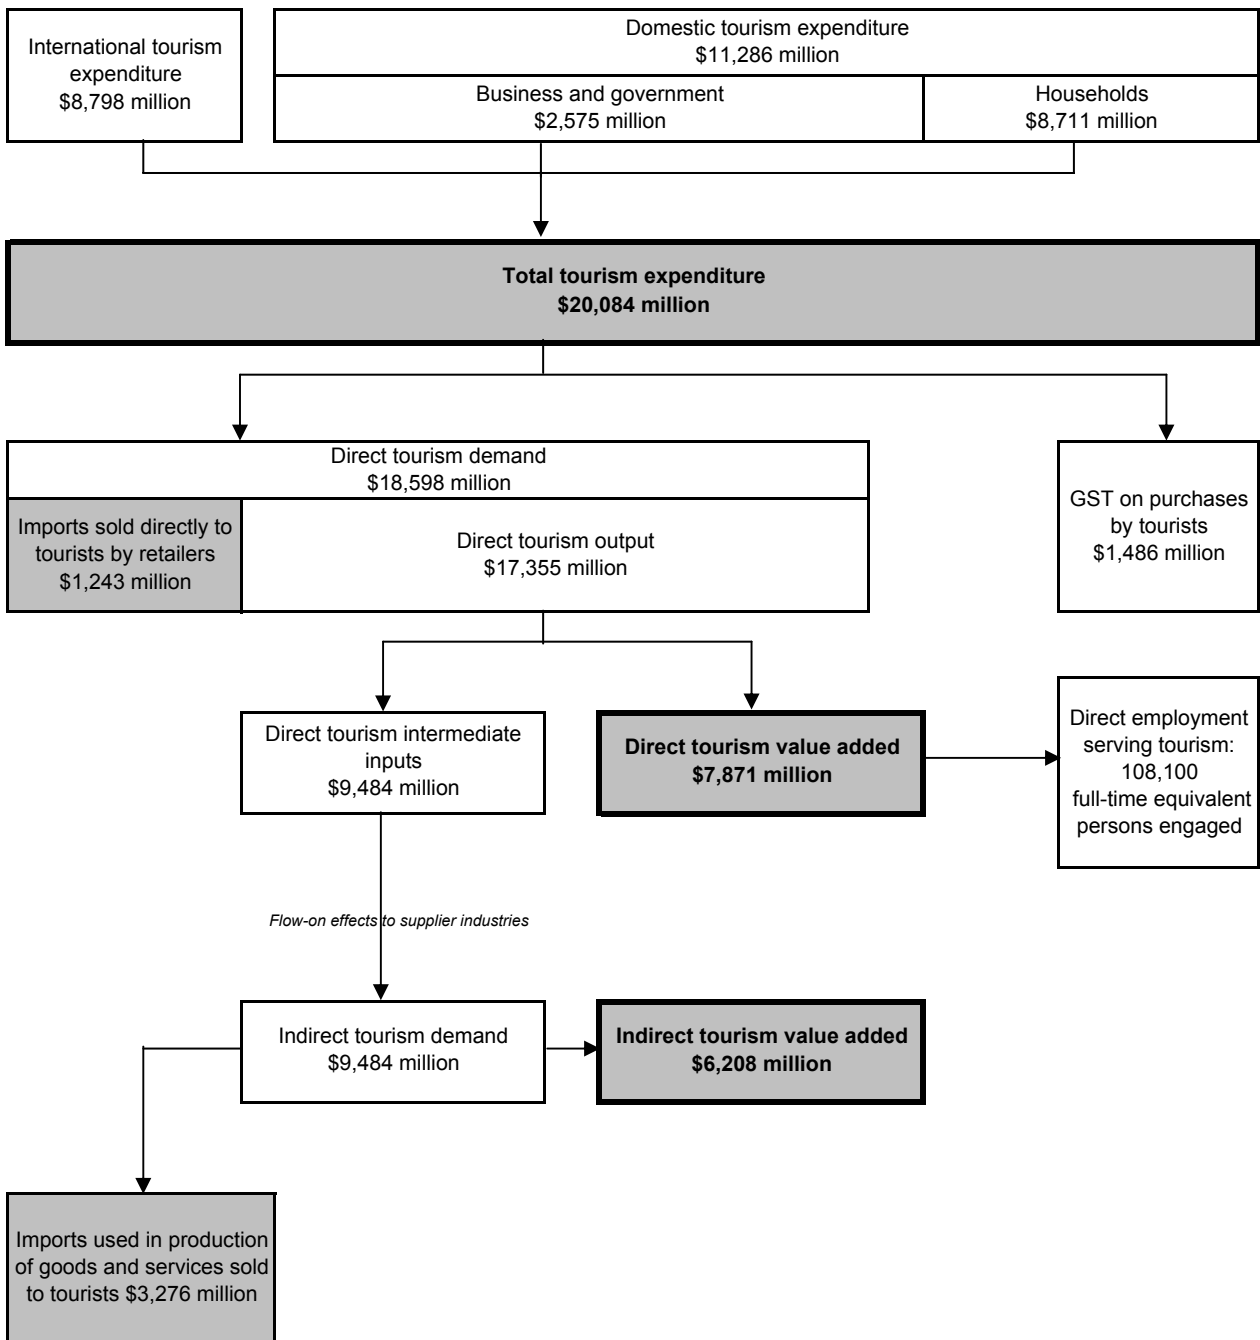 International tourism
expenditure
$8,798 million
Domestic tourism expenditure
$11,286 million
Business and government
$2,575 million
Households
$8,711 million
Total tourism expenditure
$20,084 million
Direct tourism demand
$18,598 million
Imports sold directly to
tourists by retailers
$1,243 million
Direct tourism output
$17,355 million
GST on purchases
by tourists
$1,486 million
Direct tourism intermediate
inputs
$9,484 million
Direct tourism value added
$7,871 million
Direct employment
serving tourism:
108,100
full-time equivalent
persons engaged
Flow-on effects to supplier industries
Indirect tourism demand
$9,484 million
Indirect tourism value added
$6,208 million
Imports used in production
of goods and services sold
to tourists $3,276 million